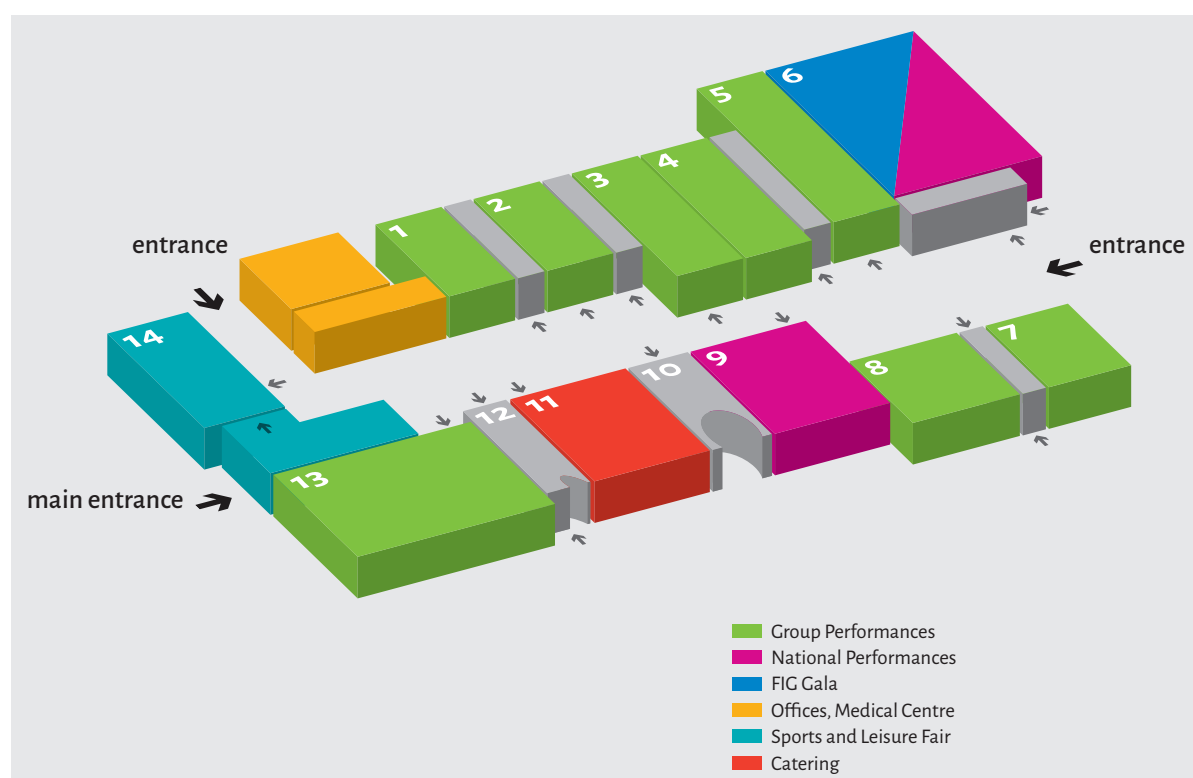 6
5
4
3
2
1
entrance
entrance
14
7
8
9
10
11
12
13
main entrance
Group Performances
National Performances
FIG Gala
Offices, Medical Centre
Sports and Leisure Fair
Catering